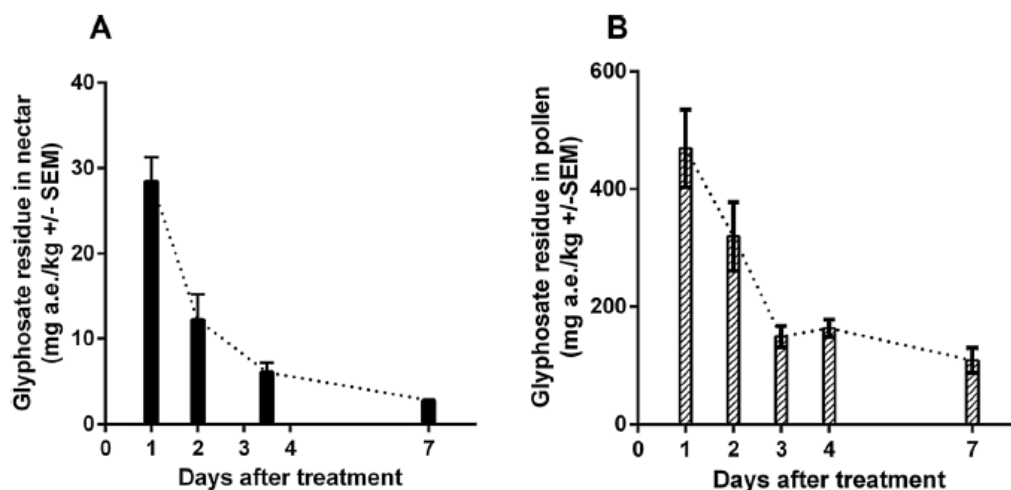 A
Glyphosate residue in nectar
(mg a.e./kg +/- SEM)
40
30
20
10
0
0 1 2 3 4 7
Days after treatment
B
Glyphosate residue in pollen
(mg a.e./kg +/-SEM)
600
400
200
0
0 1 2 3 4 7
Days after treatment